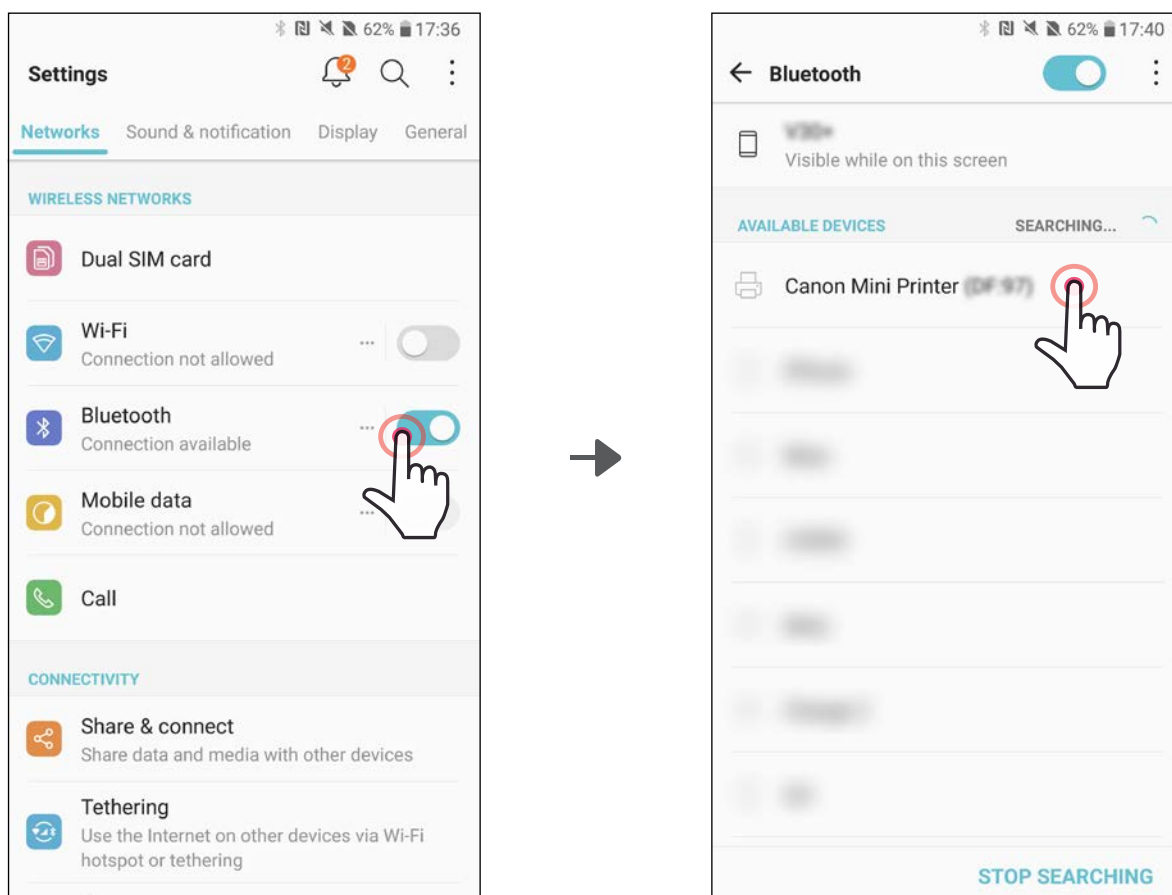 62% 17:36
Settings 2
Networks Sound & notification Display General
WIRELESS NETWORKS
Dual SIM card
Wi-Fi
Connection not allowed
Bluetooth
Connection available
Mobile data
Connection not allowed
Call
CONNECTIVITY
Share & connect
Share data and media with other devices
Tethering
Use the Internet on other devices via Wi-Fi
hotspot or tethering
62% 17:40
Bluetooth
Visible while on this screen
AVAILABLE DEVICES SEARCHING...
Canon Mini Printer
STOP SEARCHING